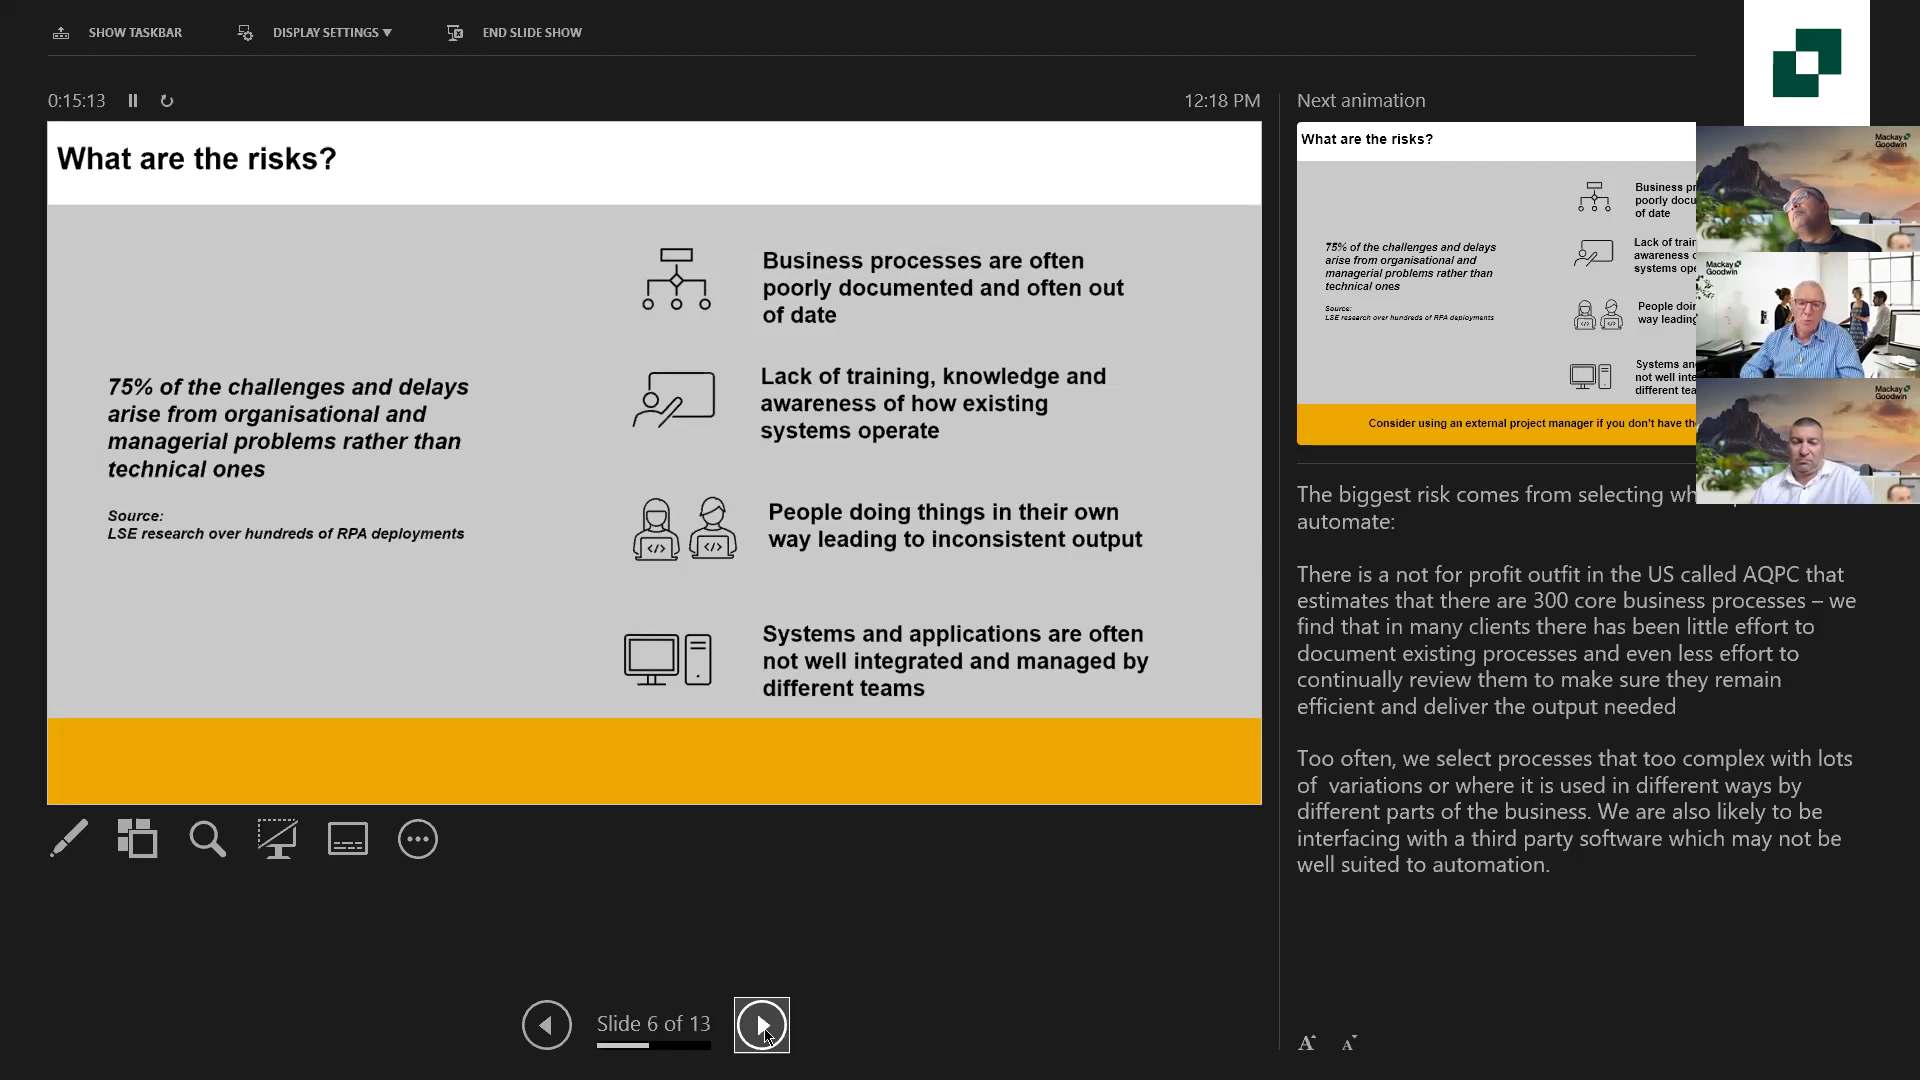 SHOW TASKBAR
DISPLAY SETTINGS
END SLIDE SHOW
0:15:13
12:18 PM
What are the risks?
75% of the challenges and delays
arise from organisational and
managerial problems rather than
technical ones
Source:
LSE research over hundreds of RPA deployments
Business processes are often
poorly documented and often out
of date
Lack of training, knowledge and
awareness of how existing
systems operate
People doing things in their own
way leading to inconsistent output
Systems and applications are often
not well integrated and managed by
different teams
Slide 6 of 13
Next animation
What are the risks?
75% of the challenges and delays
arise from organisational and
managerial problems rather than
technical ones
Source:
LSE research over hundreds of RPA deployments
Business
poorly
of date
Lack of
awareness
systems
People
way leading
Systems
not well
different
Consider using an external project manager if you don't have
The biggest risk comes from selecting
automate:
There is a not for profit outfit in the US called AQPC that
estimates that there are 300 core business processes – we
find that in many clients there has been little effort to
document existing processes and even less effort to
continually review them to make sure they remain
efficient and deliver the output needed
Too often, we select processes that too complex with lots
of variations or where it is used in different ways by
different parts of the business. We are also likely to be
interfacing with a third party software which may not be
well suited to automation.
A A
Mackay
Goodwin
Mackay
Goodwin
Mackay
Goodwin